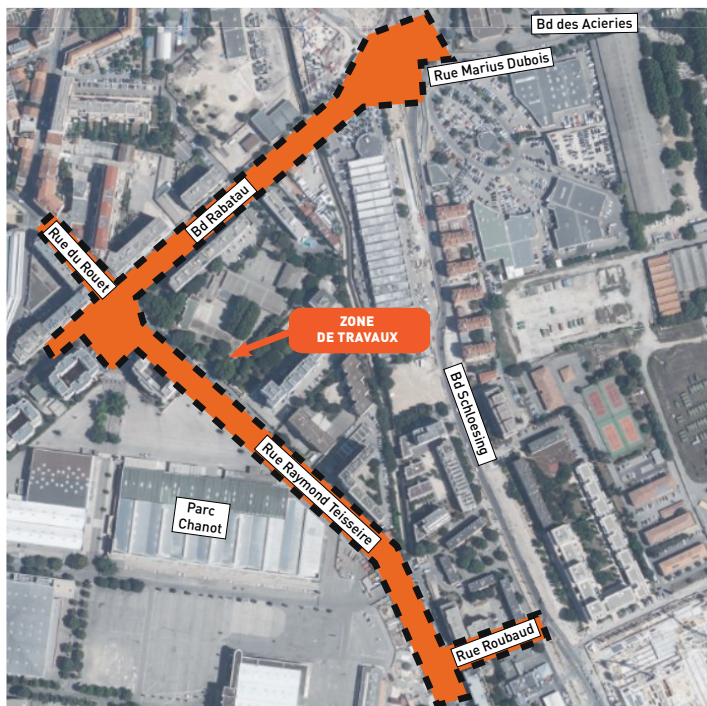 Bd des Acieries
Rue Marius Dubois
Bd Rabatau
Rue du Rouet
ZONE
DE TRAVAUX
Bd Schloesing
Rue Raymond Teisseire
Parc
Chanot
Rue Roubaud